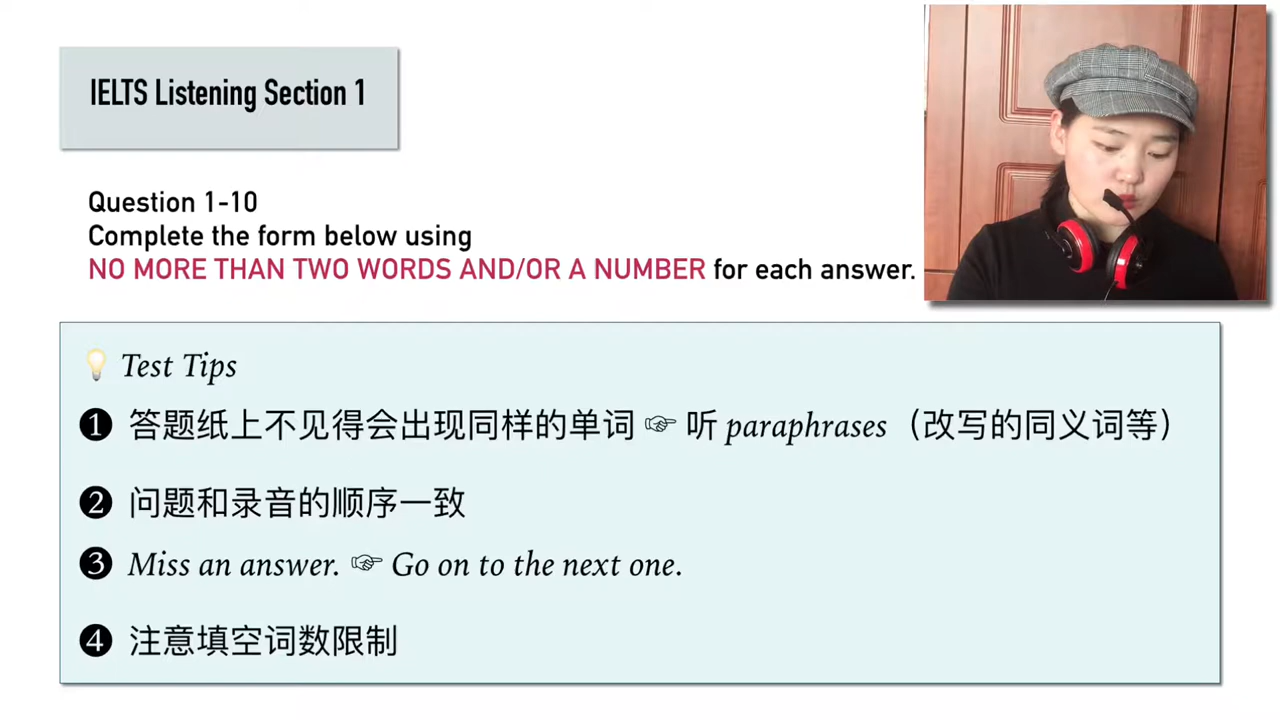 IELTS Listening Section 1
Question 1-10
Complete the form below using
NO MORE THAN TWO WORDS AND/OR A NUMBER for each answer.
💡 Test Tips
❶ 答题纸上不见得会出现同样的单词 ☞ 听 paraphrases（改写的同义词等）
❷ 问题和录音的顺序一致
❸ Miss an answer. ☞ Go on to the next one.
❹ 注意填空词数限制